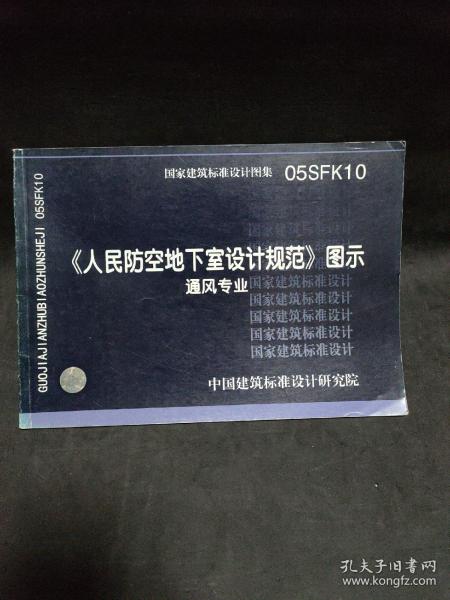 国家建筑标准设计图集 05SFK10
《人民防空地下室设计规范》图示
通风专业
国家建筑标准设计
国家建筑标准设计
国家建筑标准设计
国家建筑标准设计
国家建筑标准设计
中国建筑标准设计研究院
GUOJIAJIANZHUBIAOZHUNSHEJI 05SFK10
孔夫子旧书网
www.kongfz.com